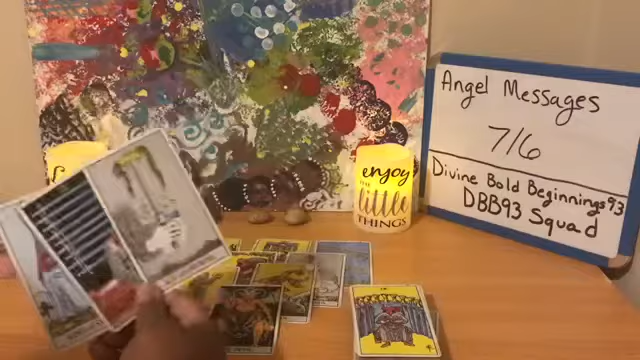 Angel Messages
7/6
Divine Bold Beginnings93
DBB93 Squad
enjoy
THE
little
THINGS